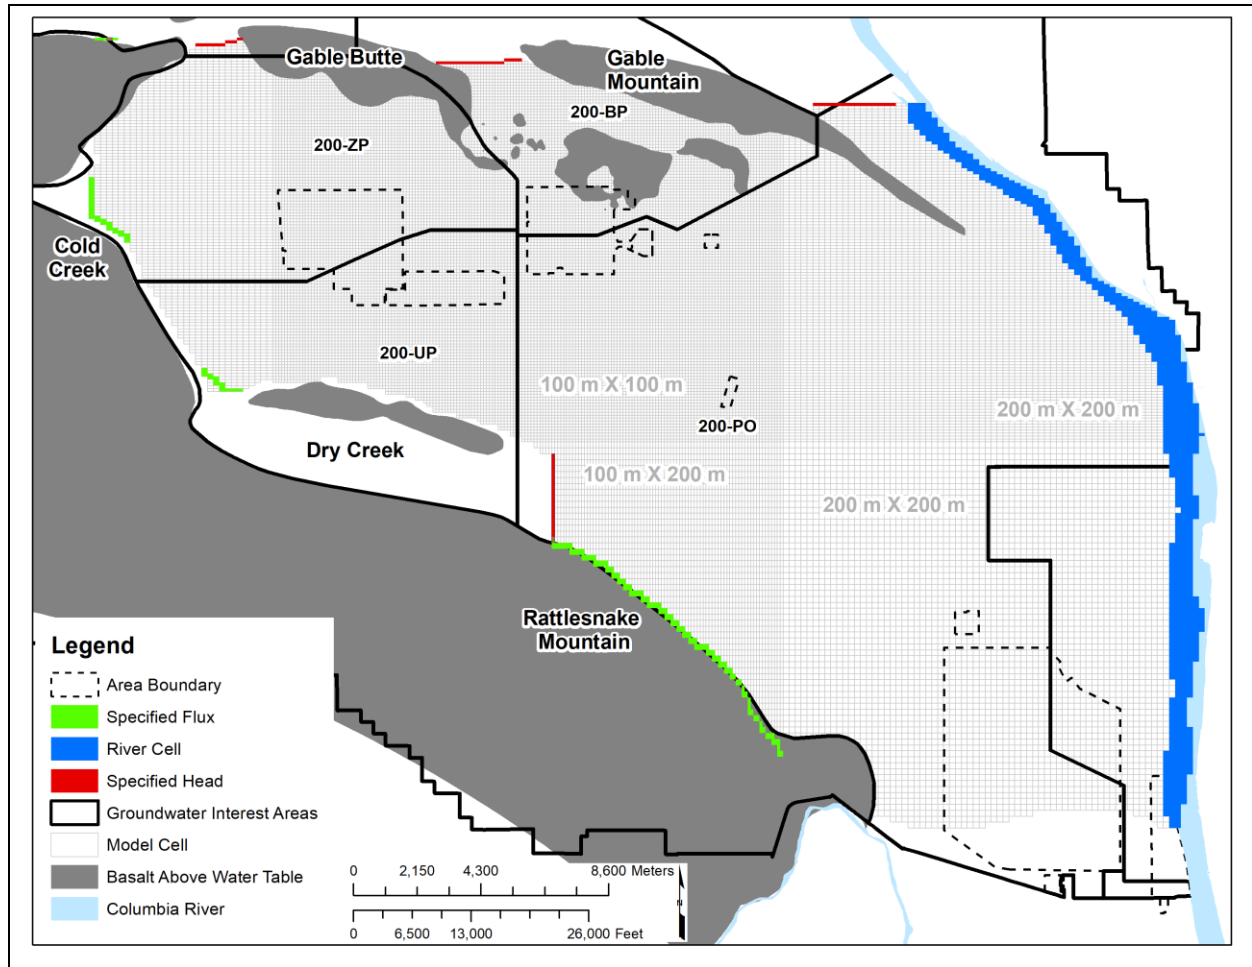 Gable Butte
Gable
Mountain
200-BP
200-ZP
Cold
Creek
200-UP
100 m X 100 m
200 m X 200 m
200-PO
Dry Creek
100 m X 200 m
200 m X 200 m
Rattlesnake
Mountain
Legend
Area Boundary
Specified Flux
River Cell
Specified Head
Groundwater Interest Areas
Model Cell
Basalt Above Water Table
Columbia River
0 2,150 4,300 8,600 Meters
0 6,500 13,000 26,000 Feet